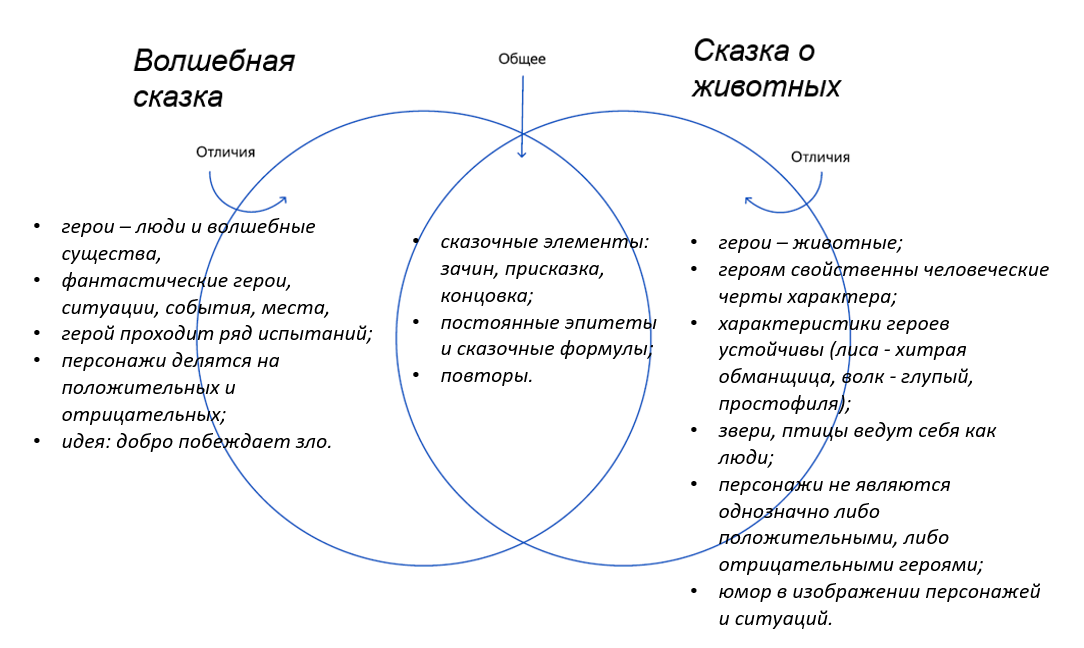 Волшебная
сказка
Общее
Сказка о
животных
Отличия
Отличия
• герои – люди и волшебные
существа,
• фантастические герои,
ситуации, события, места,
• герой проходит ряд испытаний;
• персонажи делятся на
положительных и
отрицательных;
• идея: добро побеждает зло.
• сказочные элементы:
зачин, присказка,
концовка;
• постоянные эпитеты
и сказочные формулы;
• повторы.
• герои – животные;
• героям свойственны человеческие
черты характера;
• характеристики героев
устойчивы (лиса - хитрая
обманщица, волк - глупый,
простофиля);
• звери, птицы ведут себя как
люди;
• персонажи не являются
однозначно либо
положительными, либо
отрицательными героями;
• юмор в изображении персонажей
и ситуаций.